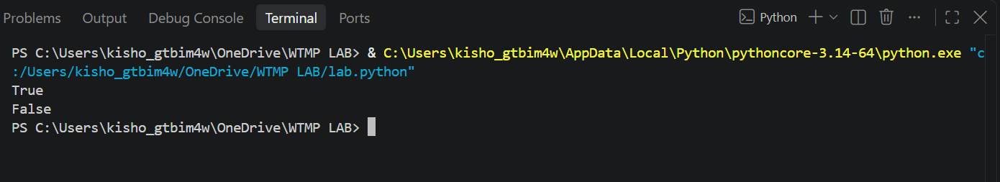 Problems Output Debug Console Terminal Ports Python
PS C:\Users\kisho_gtbim4w\OneDrive\WTMP LAB> & C:\Users\kisho_gtbim4w\AppData\Local\Python\pythoncore-3.14-64\python.exe "c
:/Users/kisho_gtbim4w/OneDrive/WTMP LAB/lab.python"
True
False
PS C:\Users\kisho_gtbim4w\OneDrive\WTMP LAB>